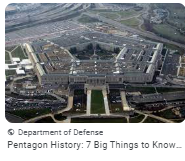 Department of Defense
Pentagon History: 7 Big Things to Know...